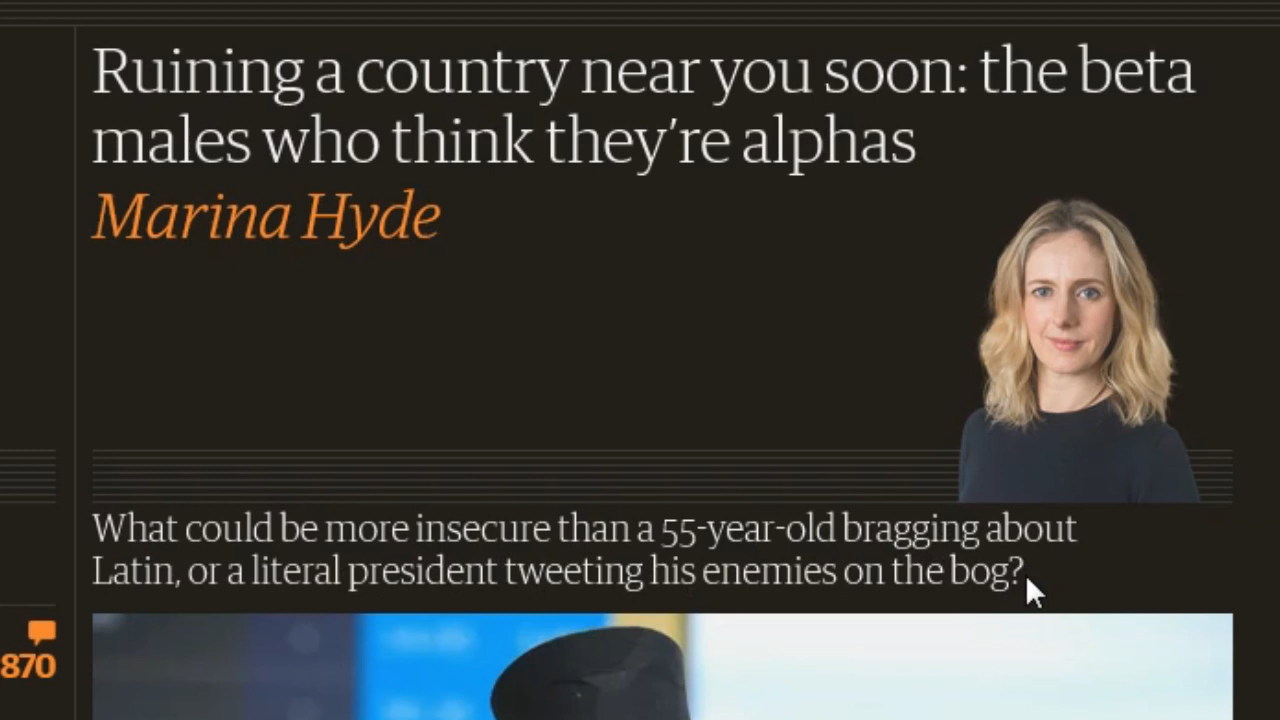 Ruining a country near you soon: the beta
males who think they're alphas
Marina Hyde
What could be more insecure than a 55-year-old bragging about
Latin, or a literal president tweeting his enemies on the bog?
870